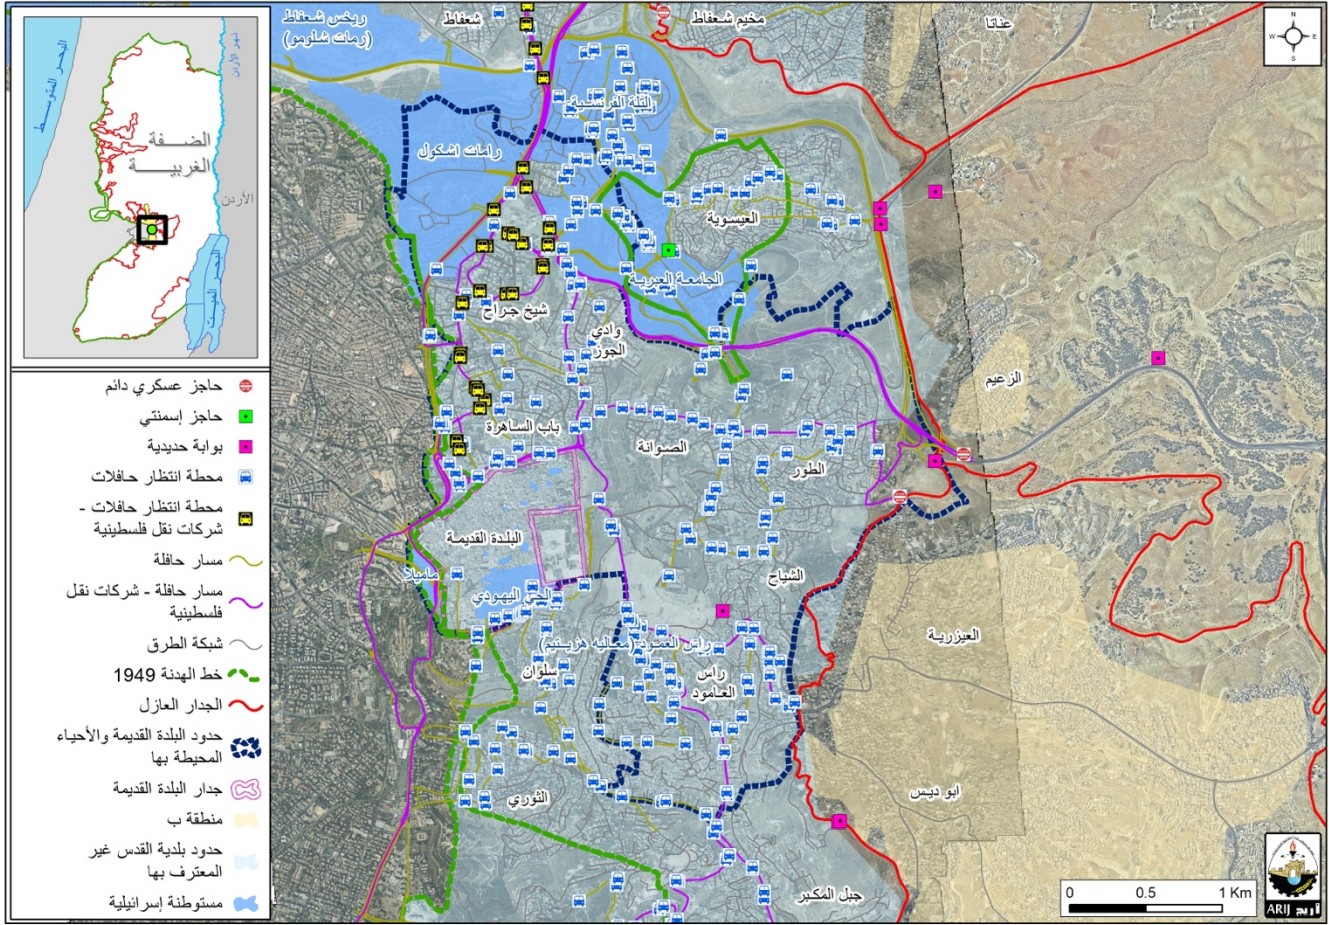 ريخس شعفاط
(رمات شلومو)
شعفاط
مخيم شعفاط
عناتا
N
W
E
S
البحر المتوسط
نهر الأردن
الضفة
الغربية
الأردن
البحر الميت
التلة الفرنسية
رامات اشكول
العيسوية
الجامعة العبرية
شيخ جراح
وادي
الجوز
الزعيم
باب الساهرة
الصوانة
الطور
البلدة القديمة
ماميلا
الحي اليهودي
الشياح
العيزرية
راس العمود (معاليه هزيتيم)
سلوان
راس
العامود
الثوري
ابو ديس
جبل المكبر
حاجز عسكري دائم
حاجز إسمنتي
بوابة حديدية
محطة انتظار حافلات
محطة انتظار حافلات -
شركات نقل فلسطينية
مسار حافلة
مسار حافلة - شركات نقل
فلسطينية
شبكة الطرق
خط الهدنة 1949
الجدار العازل
حدود البلدة القديمة والأحياء
المحيطة بها
جدار البلدة القديمة
منطقة ب
حدود بلدية القدس غير
المعترف بها
مستوطنة إسرائيلية
0 0.5 1 Km
ARIJ أريج